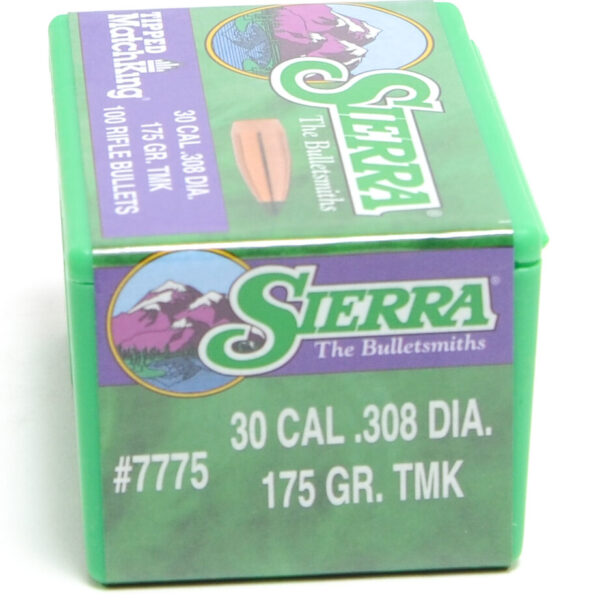 TIPPED
MatchKing®
30 CAL .308 DIA.
175 GR. TMK
100 RIFLE BULLETS
SIERRA®
The Bulletsmiths
SIERRA®
The Bulletsmiths
#7775
30 CAL .308 DIA.
175 GR. TMK